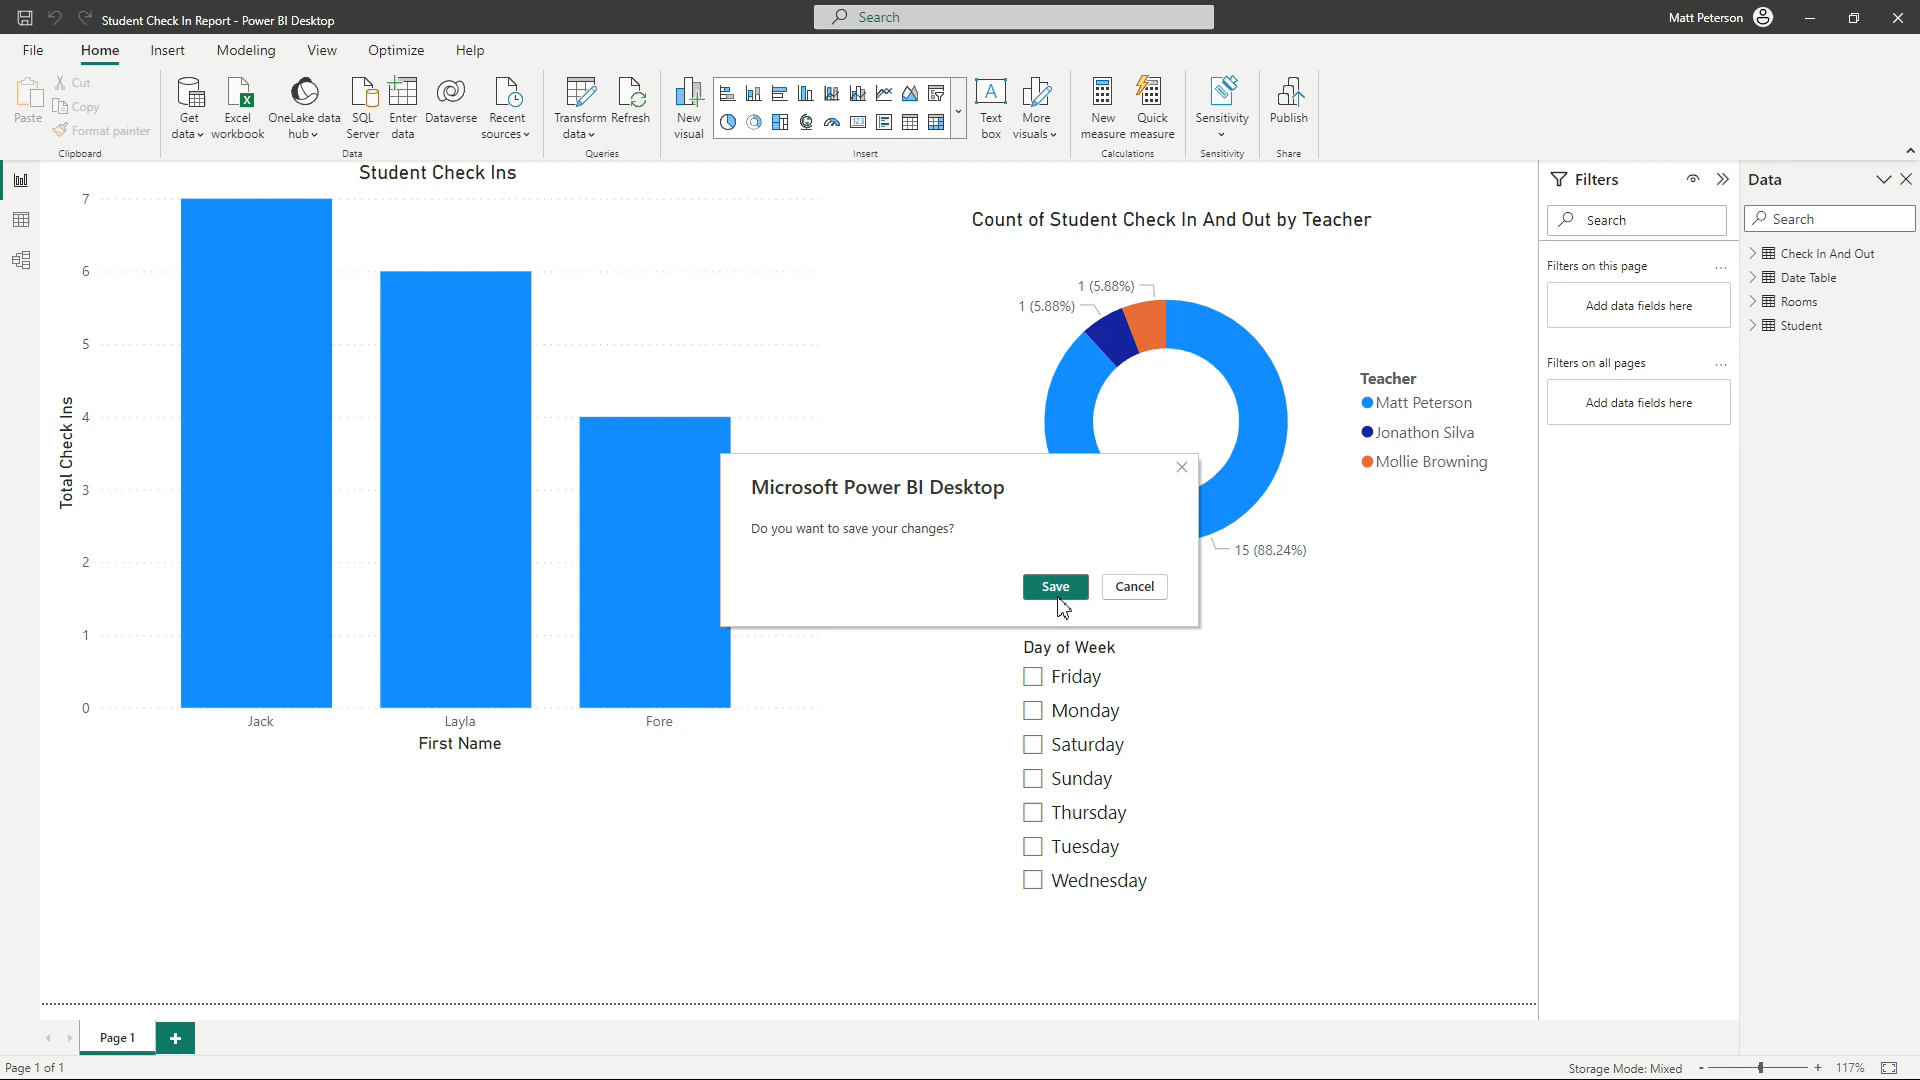 Student Check In Report - Power BI Desktop
Search
Matt Peterson
File
Home
Insert
Modeling
View
Optimize
Help
Paste
Cut
Copy
Format painter
Clipboard
Get data
Excel workbook
OneLake data hub
SQL Server
Enter data
Dataverse
Recent sources
Data
Transform data
Refresh
Queries
New visual
123
Insert
A
Text box
More visuals
New measure
Quick measure
Calculations
Sensitivity
Sensitivity
Publish
Share
Student Check Ins
7
6
5
4
3
2
1
0
Total Check Ins
Jack
Layla
Fore
First Name
Count of Student Check In And Out by Teacher
1 (5.88%)
1 (5.88%)
15 (88.24%)
Teacher
Matt Peterson
Jonathon Silva
Mollie Browning
Microsoft Power BI Desktop
Do you want to save your changes?
Save
Cancel
Day of Week
Friday
Monday
Saturday
Sunday
Thursday
Tuesday
Wednesday
Filters
Search
Filters on this page
...
Add data fields here
Filters on all pages
...
Add data fields here
Data
Search
Check In And Out
Date Table
Rooms
Student
Page 1
+
Page 1 of 1
Storage Mode: Mixed
- + 117%